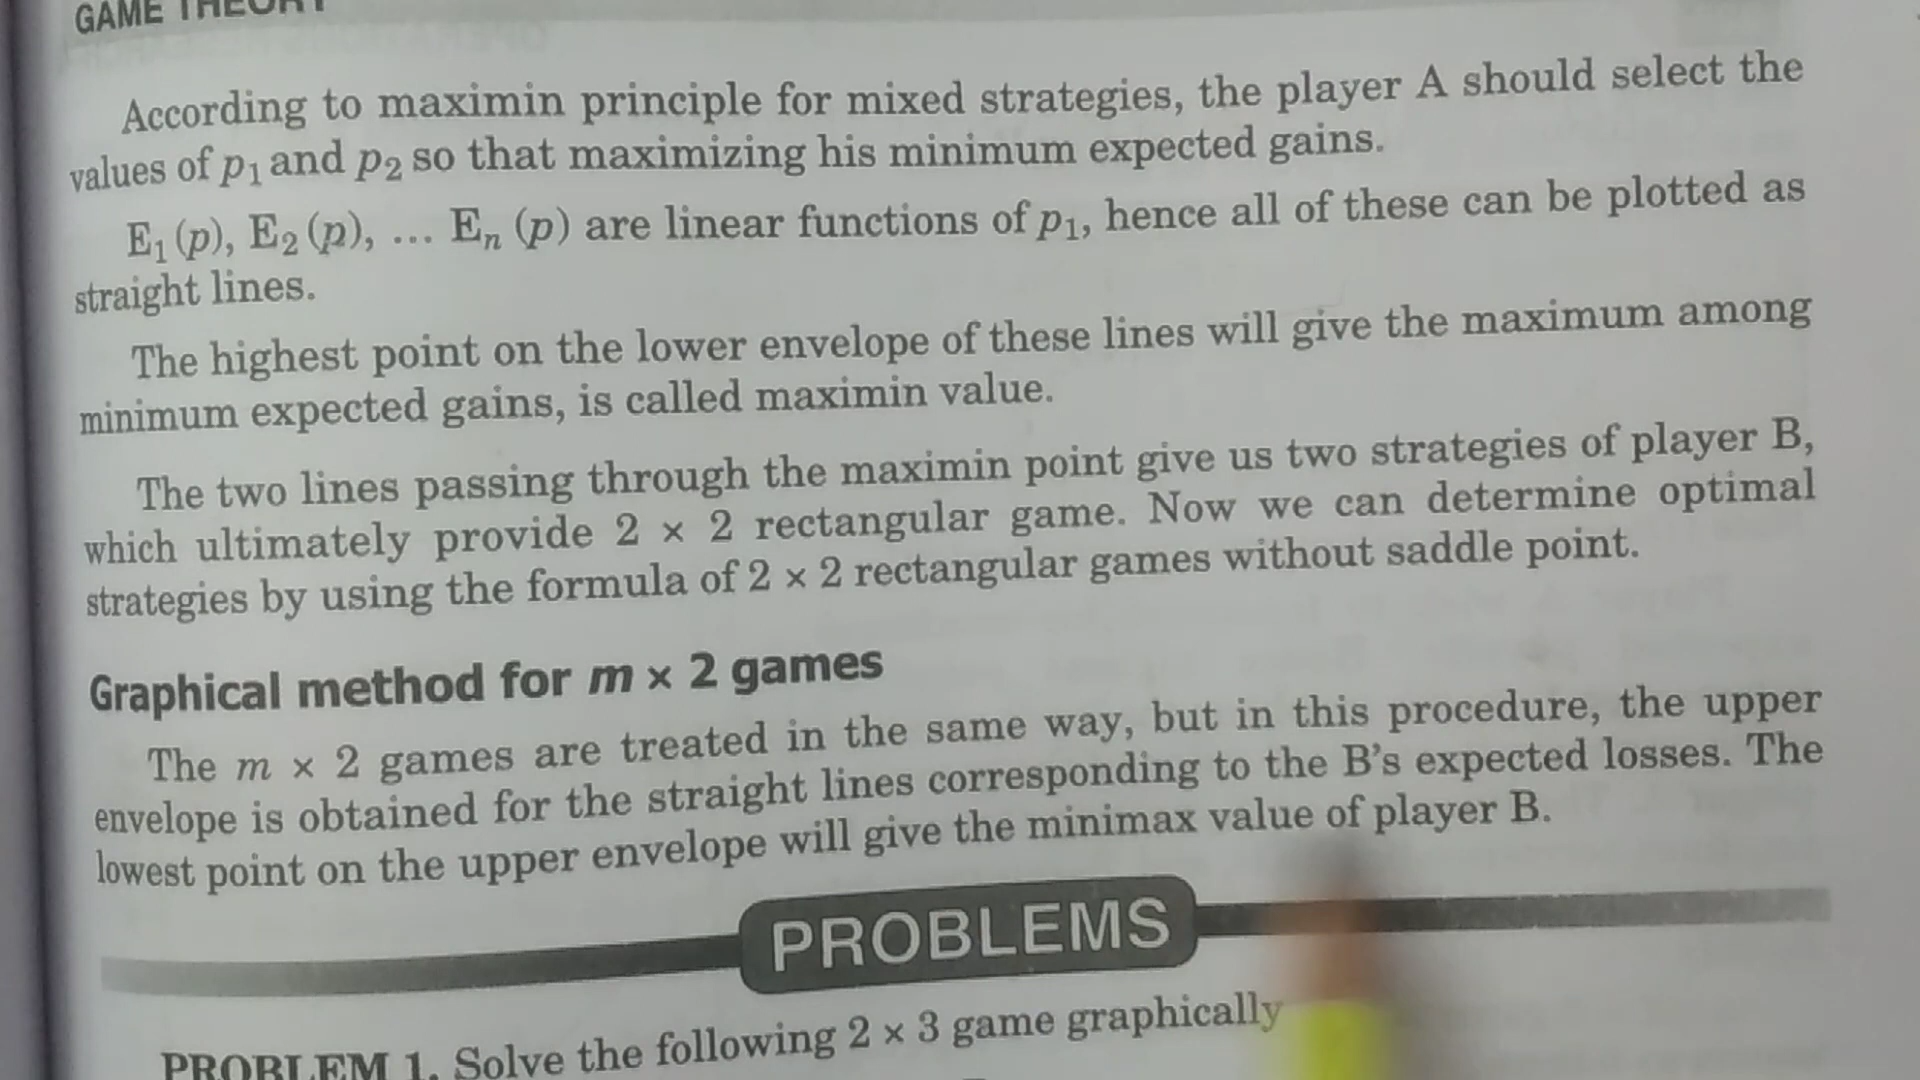 GAME THEORY
According to maximin principle for mixed strategies, the player A should select the
values of p₁ and p₂ so that maximizing his minimum expected gains.
E₁ (p), E₂ (p), ... Eₙ (p) are linear functions of p₁, hence all of these can be plotted as
straight lines.
The highest point on the lower envelope of these lines will give the maximum among
minimum expected gains, is called maximin value.
The two lines passing through the maximin point give us two strategies of player B,
which ultimately provide 2 × 2 rectangular game. Now we can determine optimal
strategies by using the formula of 2 × 2 rectangular games without saddle point.
Graphical method for m × 2 games
The m × 2 games are treated in the same way, but in this procedure, the upper
envelope is obtained for the straight lines corresponding to the B's expected losses. The
lowest point on the upper envelope will give the minimax value of player B.
PROBLEMS
PROBLEM 1. Solve the following 2 × 3 game graphically